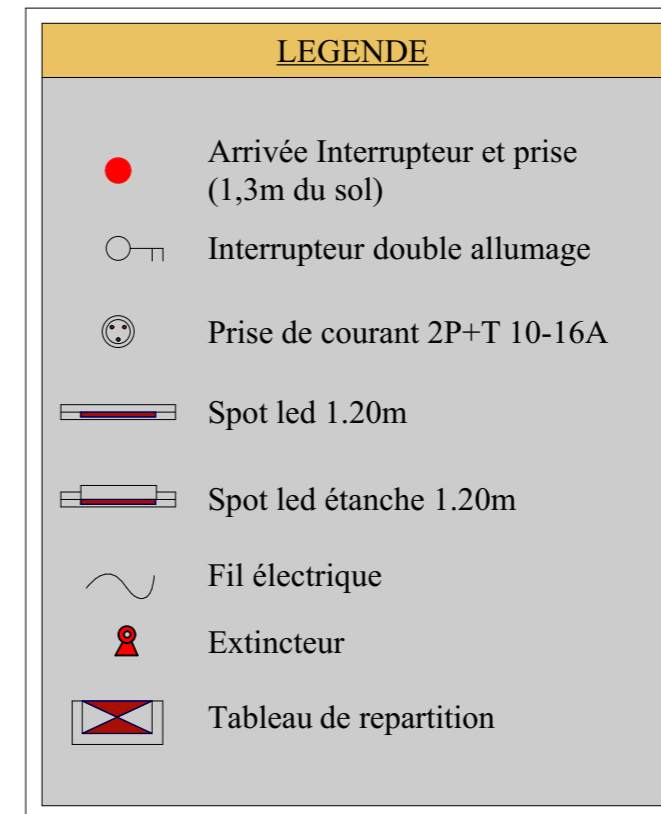 LEGENDE
Arrivée Interrupteur et prise
(1,3m du sol)
Interrupteur double allumage
Prise de courant 2P+T 10-16A
Spot led 1.20m
Spot led étanche 1.20m
Fil électrique
Extincteur
Tableau de repartition